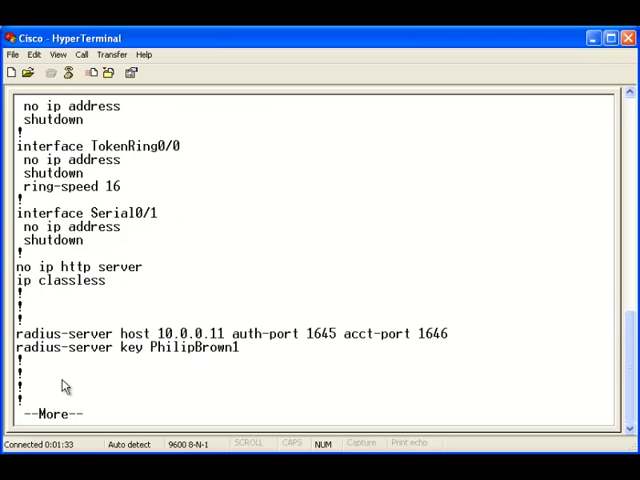 Cisco - HyperTerminal
File Edit View Call Transfer Help
no ip address
shutdown
!
interface TokenRing0/0
no ip address
shutdown
ring-speed 16
!
interface Serial0/1
no ip address
shutdown
!
no ip http server
ip classless
!
!
!
radius-server host 10.0.0.11 auth-port 1645 acct-port 1646
radius-server key PhilipBrown1
!
!
!
!
--More--
Connected 0:01:33 Auto detect 9600 8-N-1 SCROLL CAPS NUM Capture Print echo